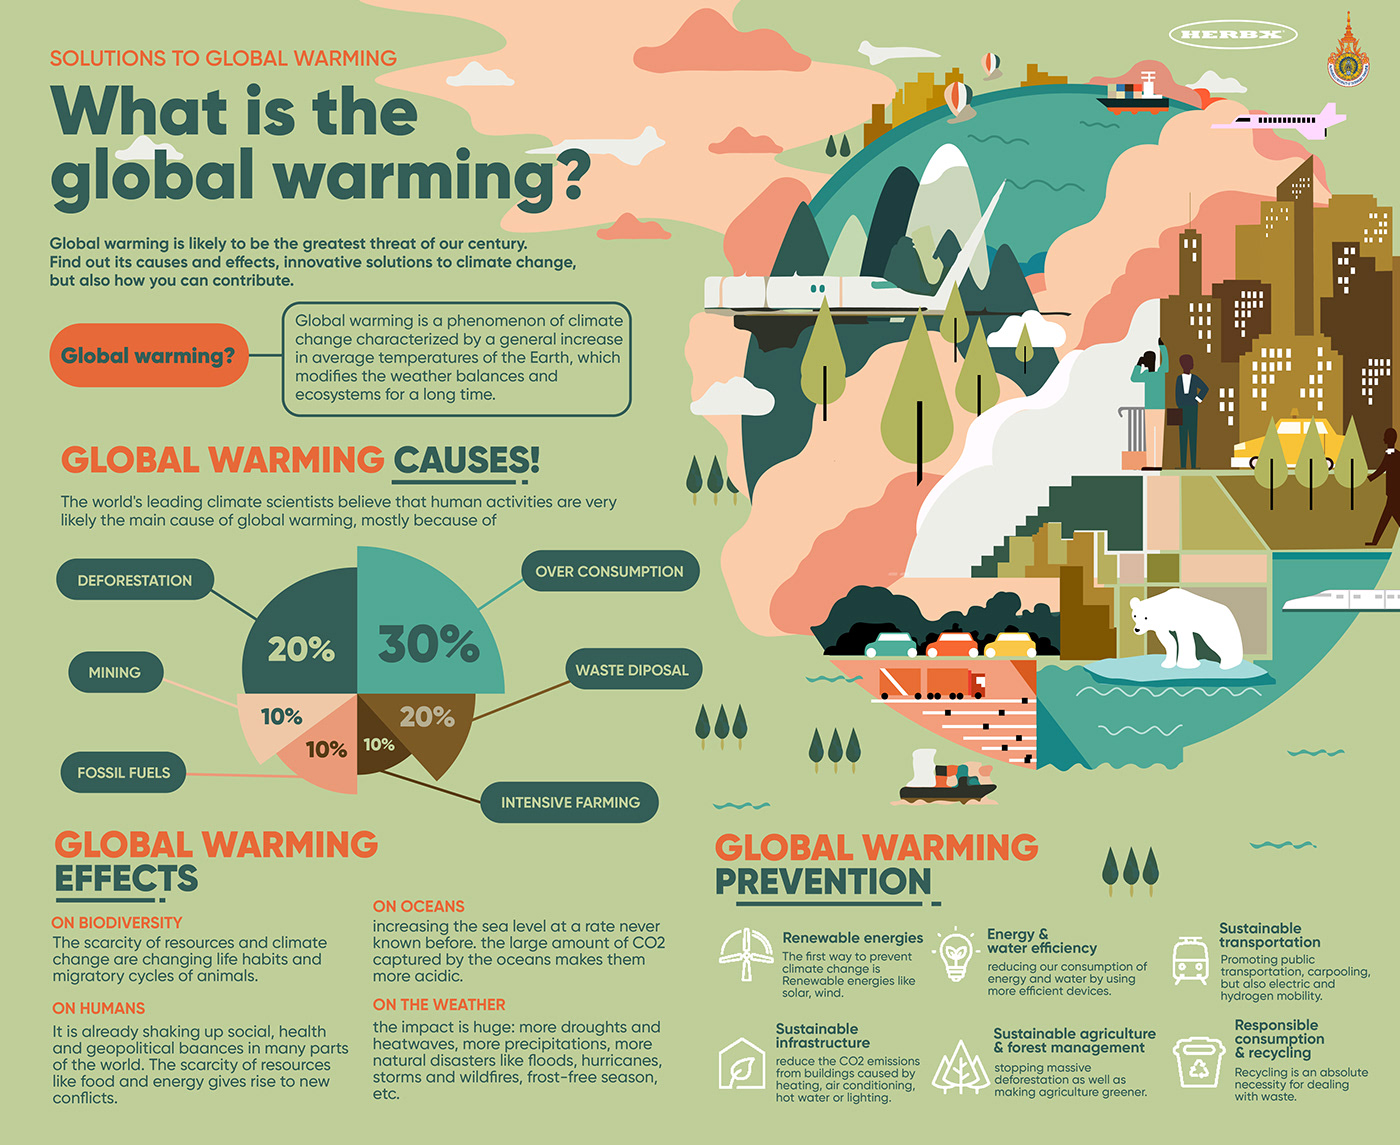 SOLUTIONS TO GLOBAL WARMING
What is the
global warming?
Global warming is likely to be the greatest threat of our century.
Find out its causes and effects, innovative solutions to climate change,
but also how you can contribute.
Global warming?
Global warming is a phenomenon of climate
change characterized by a general increase
in average temperatures of the Earth, which
modifies the weather balances and
ecosystems for a long time.
HERBX
GLOBAL WARMING CAUSES!
The world's leading climate scientists believe that human activities are very
likely the main cause of global warming, mostly because of
DEFORESTATION
OVER CONSUMPTION
20%
30%
MINING
WASTE DIPOSAL
10%
20%
10%
10%
FOSSIL FUELS
INTENSIVE FARMING
GLOBAL WARMING
EFFECTS
ON BIODIVERSITY
The scarcity of resources and climate
change are changing life habits and
migratory cycles of animals.
ON HUMANS
It is already shaking up social, health
and geopolitical baances in many parts
of the world. The scarcity of resources
like food and energy gives rise to new
conflicts.
ON OCEANS
increasing the sea level at a rate never
known before. the large amount of CO2
captured by the oceans makes them
more acidic.
ON THE WEATHER
the impact is huge: more droughts and
heatwaves, more precipitations, more
natural disasters like floods, hurricanes,
storms and wildfires, frost-free season,
etc.
GLOBAL WARMING
PREVENTION
Renewable energies
The first way to prevent
climate change is
Renewable energies like
solar, wind.
Energy &
water efficiency
reducing our consumption of
energy and water by using
more efficient devices.
Sustainable
transportation
Promoting public
transportation, carpooling,
but also electric and
hydrogen mobility.
Sustainable
infrastructure
reduce the CO2 emissions
from buildings caused by
heating, air conditioning,
hot water or lighting.
Sustainable agriculture
& forest management
stopping massive
deforestation as well as
making agriculture greener.
Responsible
consumption
& recycling
Recycling is an absolute
necessity for dealing
with waste.